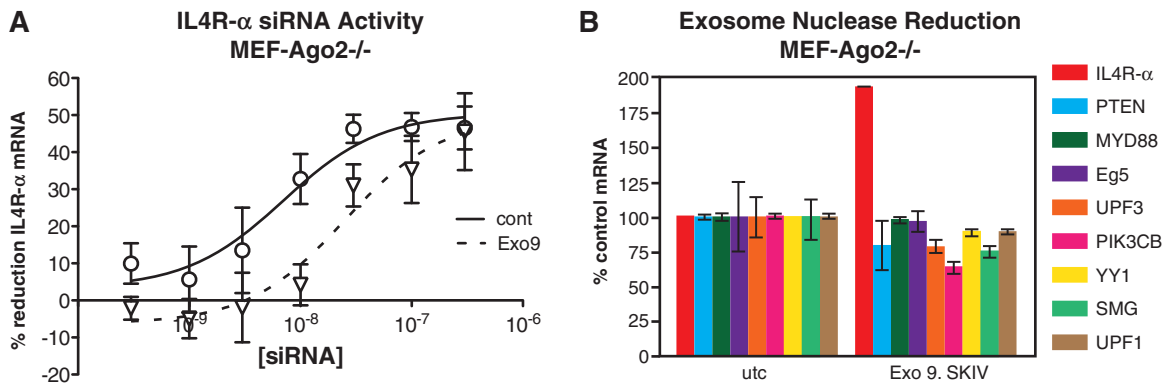 A
IL4R-α siRNA Activity
MEF-Ago2-/-
% reduction IL4R-α mRNA
60
50
40
30
20
10
0
-10
-20
10-9
10-8
10-7
10-6
[siRNA]
cont
Exo9
B
Exosome Nuclease Reduction
MEF-Ago2-/-
% control mRNA
200
175
150
125
100
75
50
25
0
utc
Exo 9. SKIV
IL4R-α
PTEN
MYD88
Eg5
UPF3
PIK3CB
YY1
SMG
UPF1